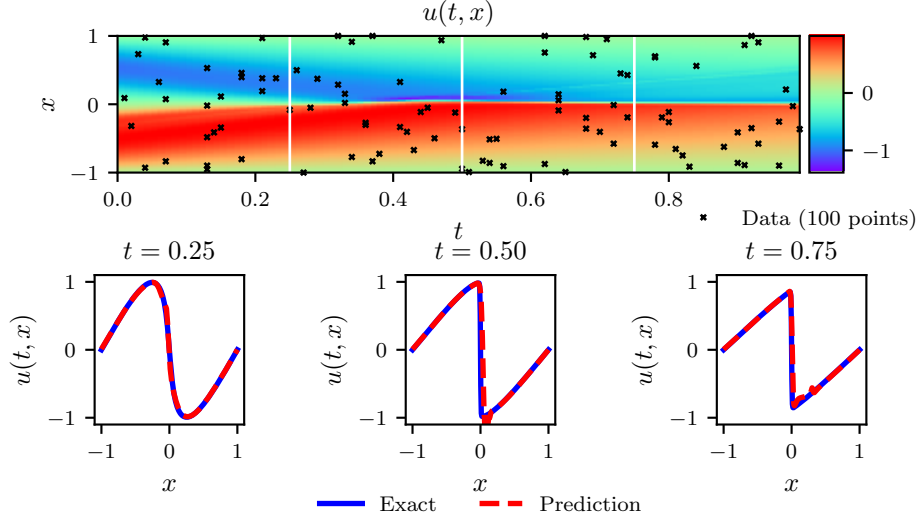 u(t, x)
1
0
−1
x
0.0 0.2 0.4 0.6 0.8
0
−1
t
Data (100 points)
t = 0.25 t = 0.50 t = 0.75
1
0
−1
u(t, x)
−1 0 1
x
1
0
−1
u(t, x)
−1 0 1
x
1
0
−1
u(t, x)
−1 0 1
x
Exact Prediction